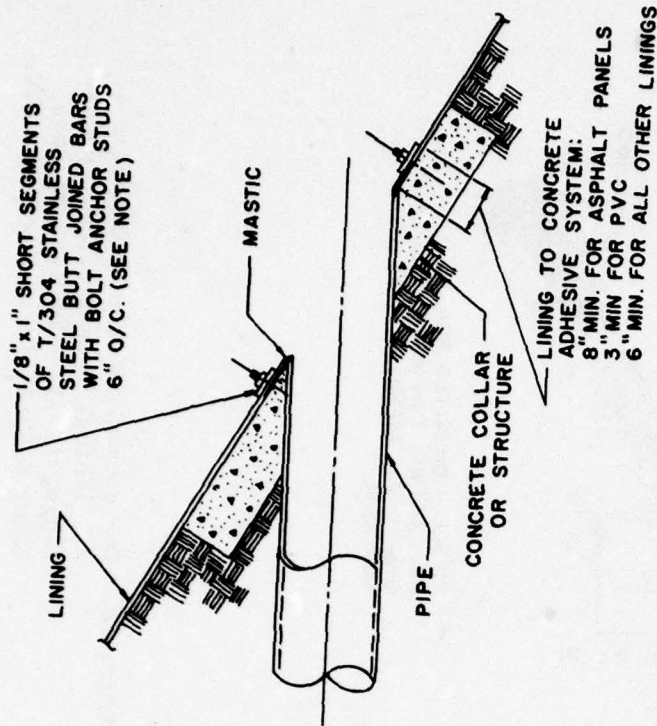 1/8" x 1" SHORT SEGMENTS
OF T/304 STAINLESS
STEEL BUTT JOINED BARS
WITH BOLT ANCHOR STUDS
6" O/C. (SEE NOTE)
LINING
MASTIC
PIPE
CONCRETE COLLAR
OR STRUCTURE
LINING TO CONCRETE
ADHESIVE SYSTEM:
8" MIN. FOR ASPHALT PANELS
3" MIN FOR PVC
6" MIN. FOR ALL OTHER LININGS